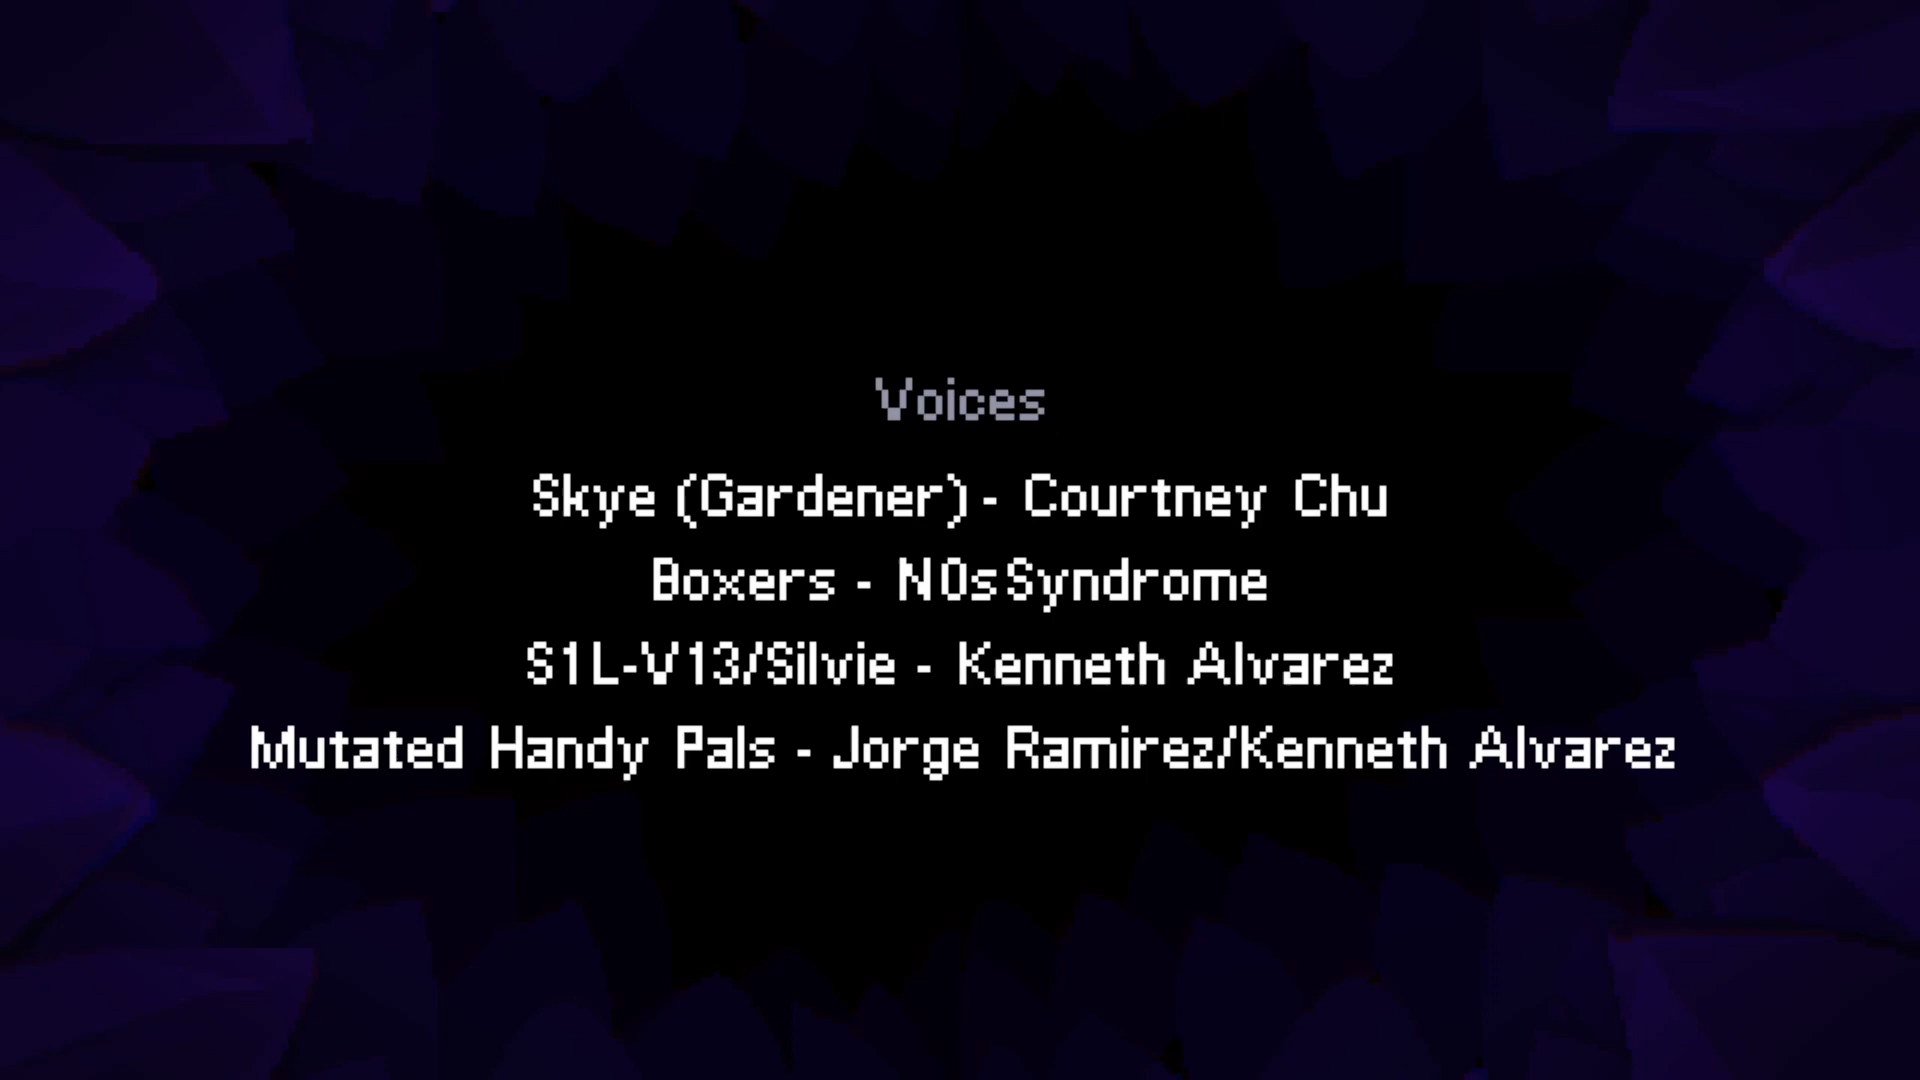 Voices
Skye (Gardener) - Courtney Chu
Boxers - N0sSyndrome
S1L-V13/Silvie - Kenneth Alvarez
Mutated Handy Pals - Jorge Ramirez/Kenneth Alvarez